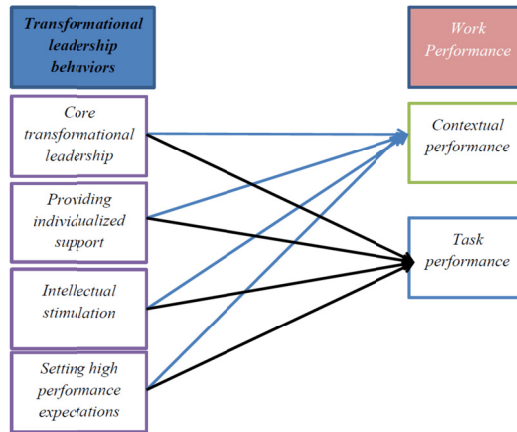 Transformational
leadership
behaviors
Work
Performance
Core
transformational
leadership
Contextual
performance
Providing
individualized
support
Task
performance
Intellectual
stimulation
Setting high
performance
expectations